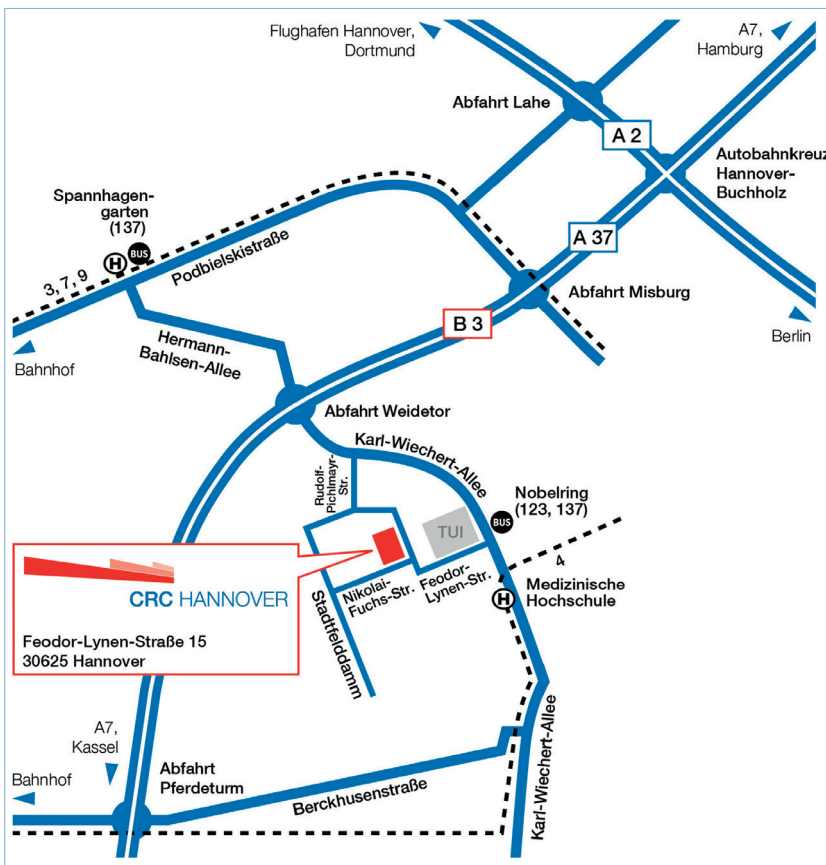 Flughafen Hannover,
Dortmund
A7,
Hamburg
Abfahrt Lahe
A 2
Autobahnkreuz
Hannover-
Buchholz
Spannhagen-
garten
(137)
H
BUS
3, 7, 9
Podbielskistraße
A 37
Abfahrt Misburg
B 3
Berlin
Bahnhof
Hermann-
Bahlsen-Allee
Abfahrt Weidetor
Karl-Wiechert-Allee
Rudolf-
Pichlmayr-
Str.
Nobelring
(123, 137)
BUS
TUI
4
CRC HANNOVER
Feodor-Lynen-Straße 15
30625 Hannover
Nikolai-
Fuchs-Str.
Feodor-
Lynen-Str.
Medizinische
Hochschule
H
Stadtfelddamm
A7,
Kassel
Bahnhof
Abfahrt
Pferdeturm
Berckhusenstraße
Karl-Wiechert-Allee